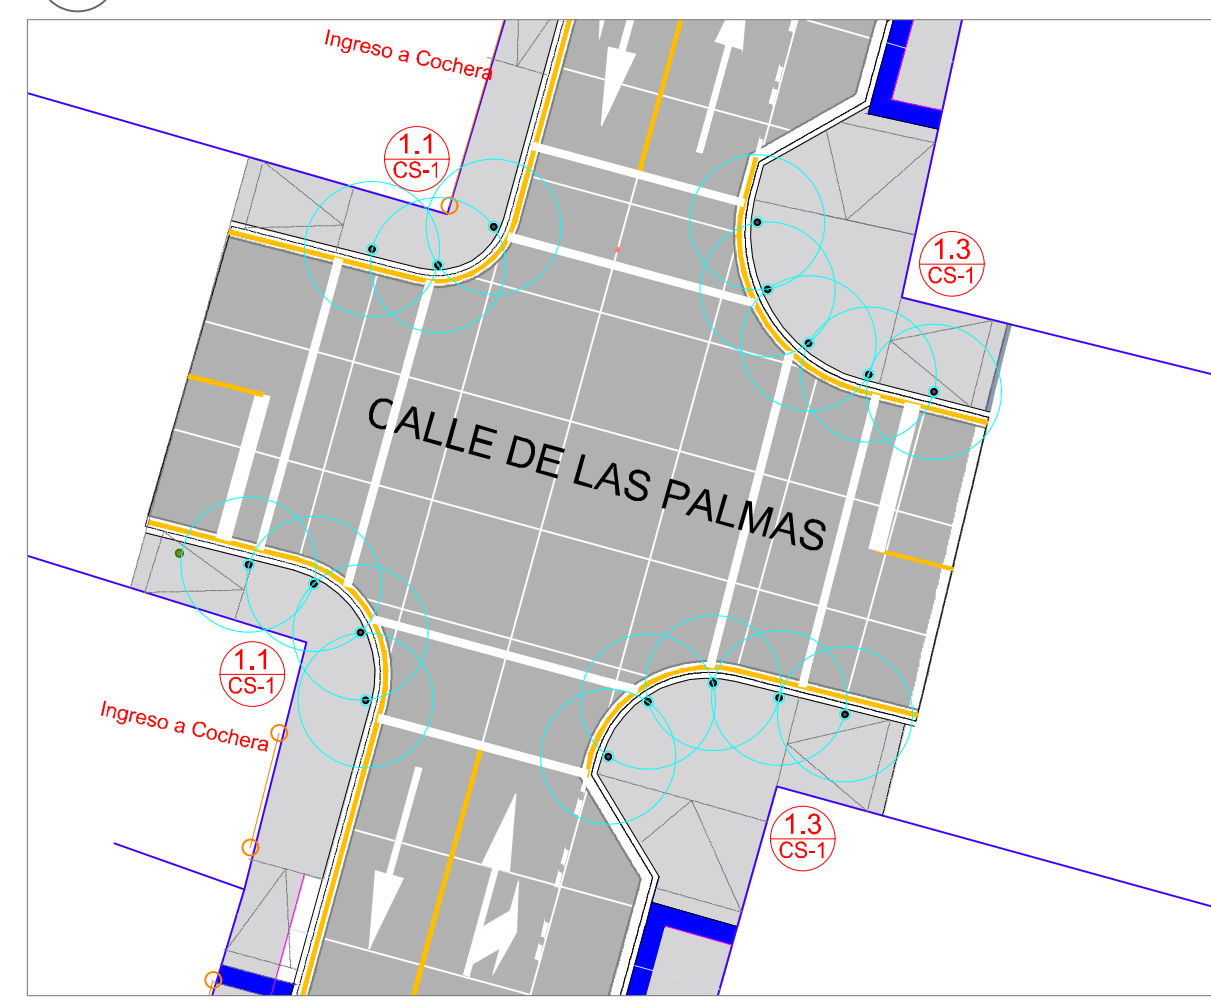 Ingreso a Cochera
1.1
CS-1
1.3
CS-1
CALLE DE LAS PALMAS
1.1
CS-1
Ingreso a Cochera
1.3
CS-1